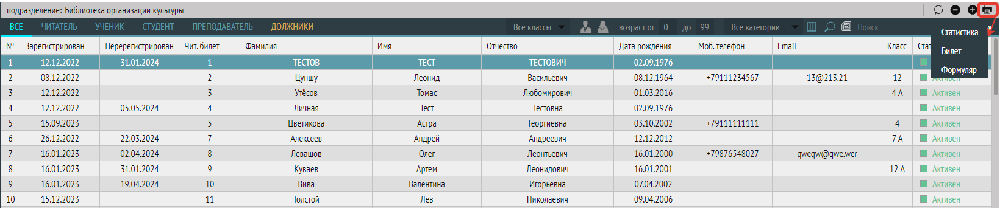 подразделение: Библиотека организации культуры
ВСЕ ЧИТАТЕЛЬ УЧЕНИК СТУДЕНТ ПРЕПОДАВАТЕЛЬ ДОЛЖНИКИ Все классы возраст от 0 до 99 Все категории Поиск
Статистика
Билет
Формуляр
№ Зарегистрирован Перерегистрирован Чит. билет Фамилия Имя Отчество Дата рождения Моб. телефон Email Класс Стат
1 12.12.2022 31.01.2024 1 ТЕСТОВ ТЕСТ ТЕСТОВИЧ 02.09.1976
2 08.12.2022 2 Цуншу Леонид Васильевич 08.12.1964 +79111234567 13@213.21 12 Активен
3 12.12.2022 3 Утёсов Томас Любомирович 01.03.2016 4 А Активен
4 12.12.2022 05.05.2024 4 Личная Тест Тестовна 02.09.1976 Активен
5 15.09.2023 5 Цветикова Астра Георгиевна 03.10.2002 +79111111111 4 Активен
6 26.12.2022 22.03.2024 7 Алексеев Андрей Андреевич 12.12.2012 7 А Активен
7 16.01.2023 02.04.2024 8 Левашов Олег Леонтьевич 16.01.2000 +79876548027 qweqw@qwe.wer Активен
8 16.01.2023 31.01.2024 9 Куваев Артем Леонидович 16.01.2001 12 А Активен
9 16.01.2023 19.04.2024 10 Вива Валентина Игорьевна 07.04.2002 Активен
10 15.12.2023 11 Толстой Лев Николаевич 09.04.2006 Активен